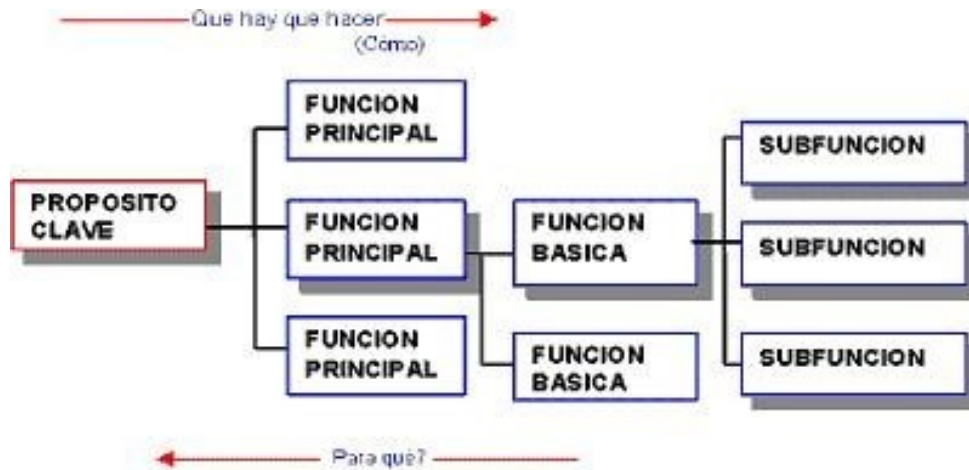 Que hay que hacer
(Como)
FUNCION
PRINCIPAL
PROPOSITO
CLAVE
FUNCION
PRINCIPAL
FUNCION
PRINCIPAL
FUNCION
BASICA
FUNCION
BASICA
SUBFUNCION
SUBFUNCION
SUBFUNCION
Para qué?